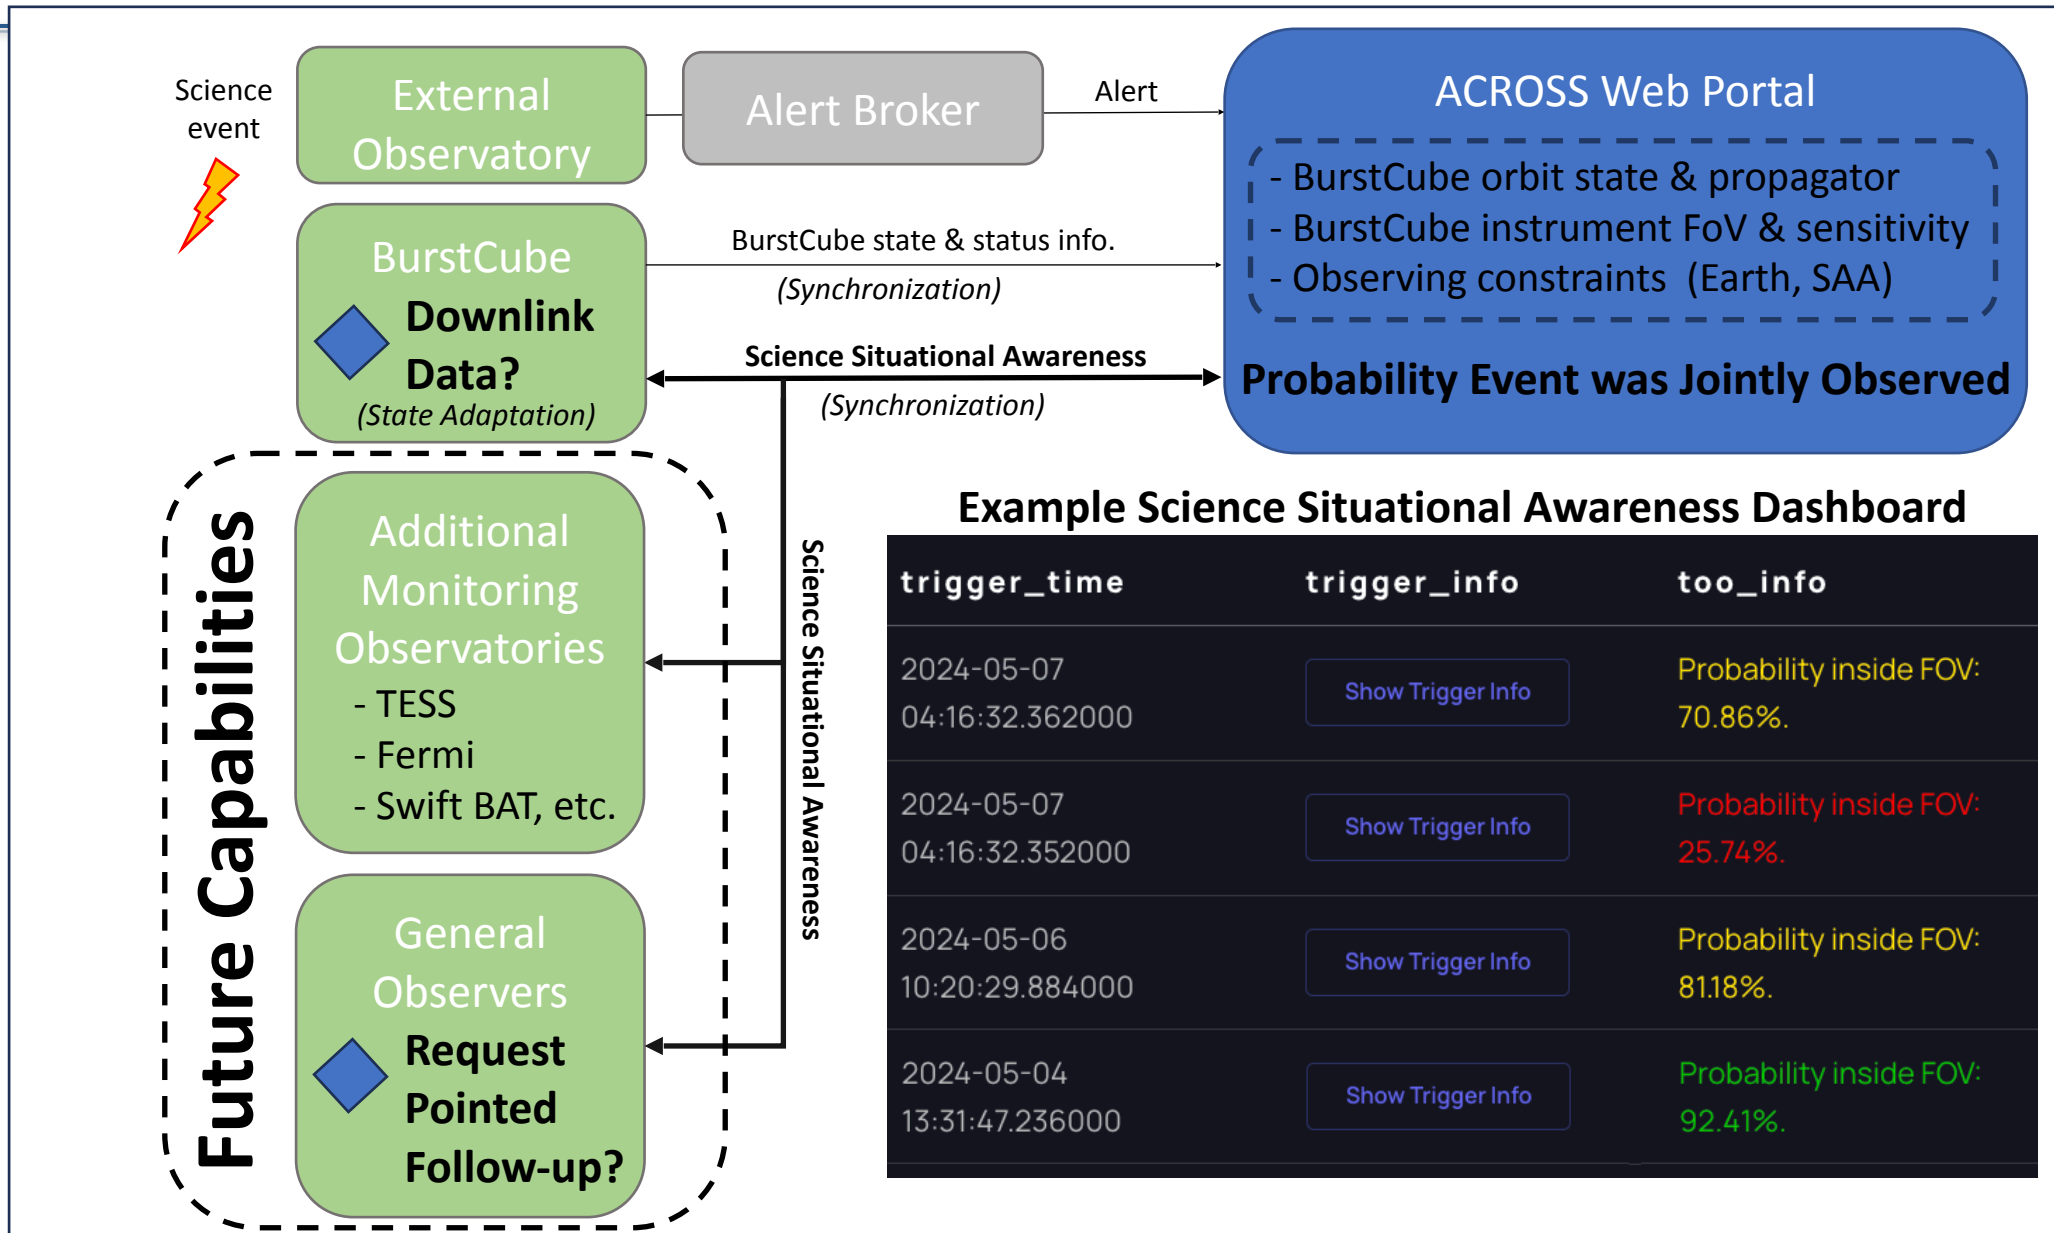 Science
event
External
Observatory
Alert Broker
Alert
ACROSS Web Portal
- BurstCube orbit state & propagator
- BurstCube instrument FoV & sensitivity
- Observing constraints (Earth, SAA)
Probability Event was Jointly Observed
BurstCube
Downlink
Data?
(State Adaptation)
BurstCube state & status info.
(Synchronization)
Science Situational Awareness
(Synchronization)
Future Capabilities
Additional
Monitoring
Observatories
- TESS
- Fermi
- Swift BAT, etc.
General
Observers
Request
Pointed
Follow-up?
Science Situational Awareness
Example Science Situational Awareness Dashboard
trigger_time trigger_info too_info
2024-05-07
04:16:32.362000
Show Trigger Info
Probability inside FOV:
70.86%.
2024-05-07
04:16:32.352000
Show Trigger Info
Probability inside FOV:
25.74%.
2024-05-06
10:20:29.884000
Show Trigger Info
Probability inside FOV:
81.18%.
2024-05-04
13:31:47.236000
Show Trigger Info
Probability inside FOV:
92.41%.